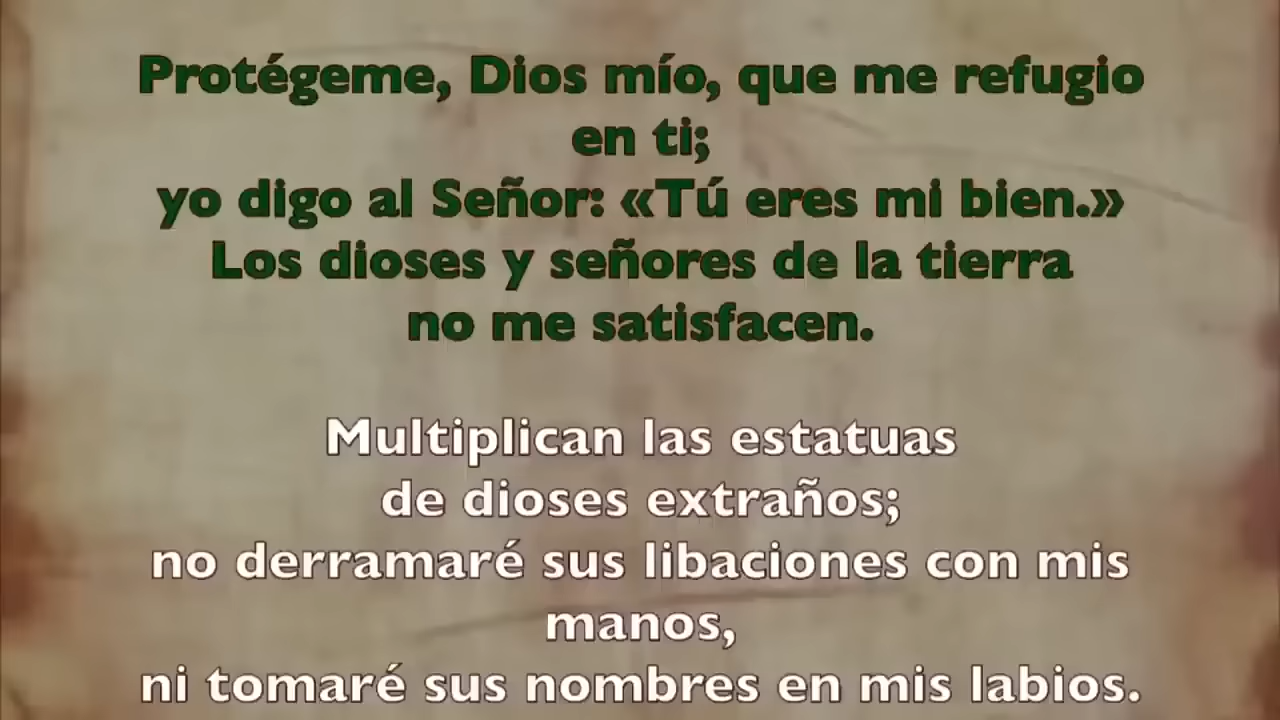 Protégeme, Dios mío, que me refugio
en ti;
yo digo al Señor: «Tú eres mi bien.»
Los dioses y señores de la tierra
no me satisfacen.
Multiplican las estatuas
de dioses extraños;
no derramaré sus libaciones con mis
manos,
ni tomaré sus nombres en mis labios.